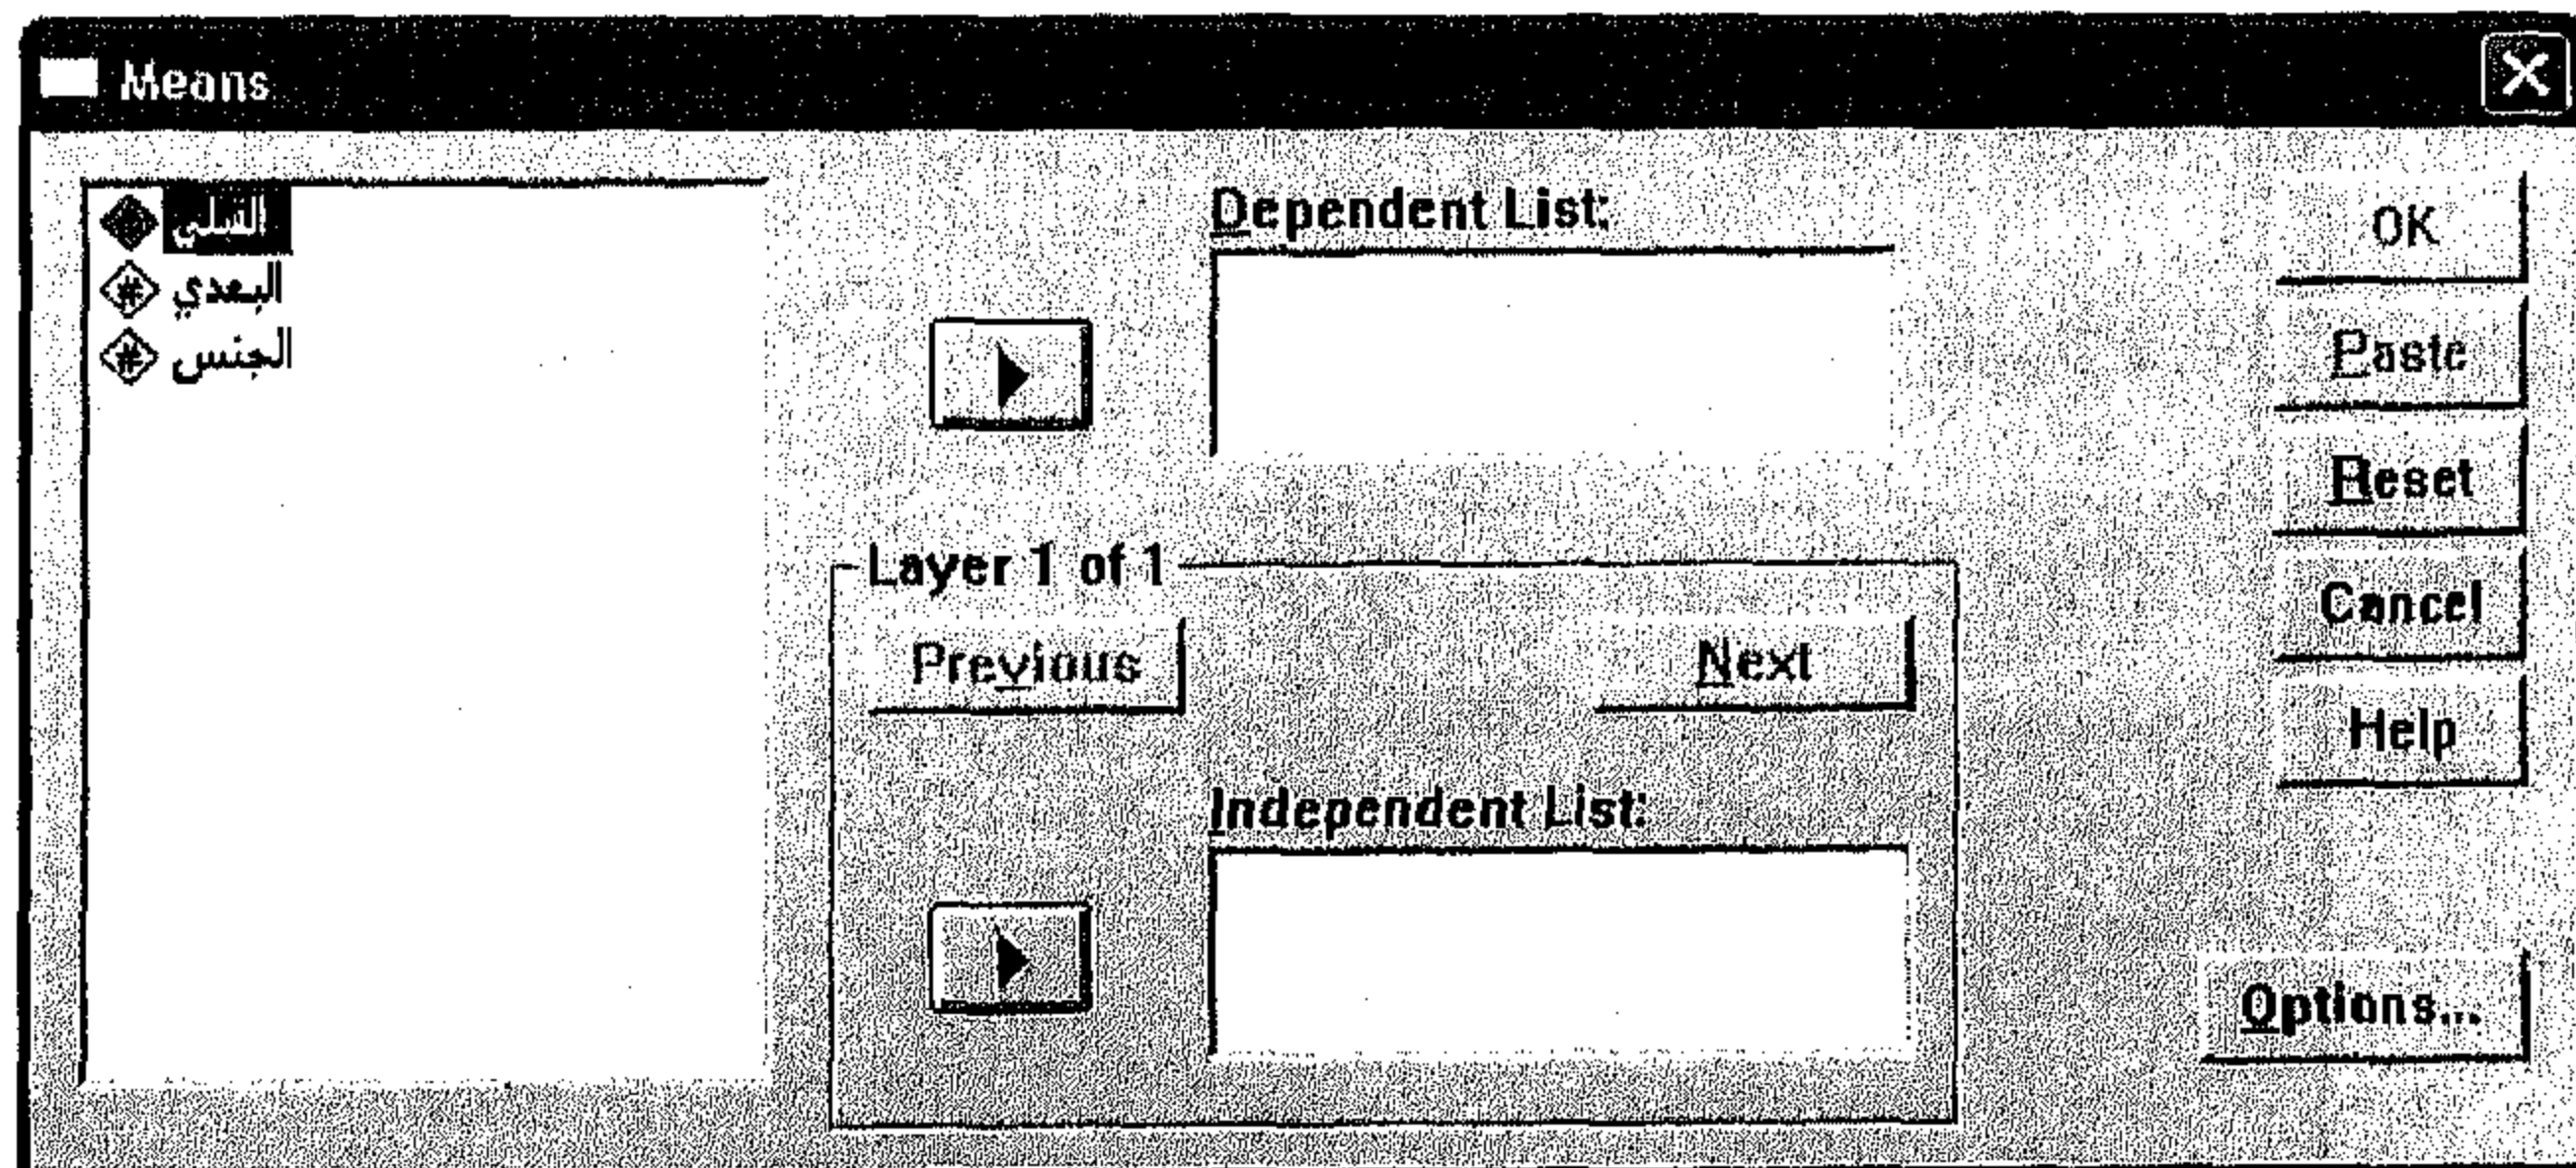 Means
القبلي
البعدي
الجنس
Dependent List:
OK
Paste
Reset
Cancel
Help
Layer 1 of 1
Previous
Next
Independent List:
Options...